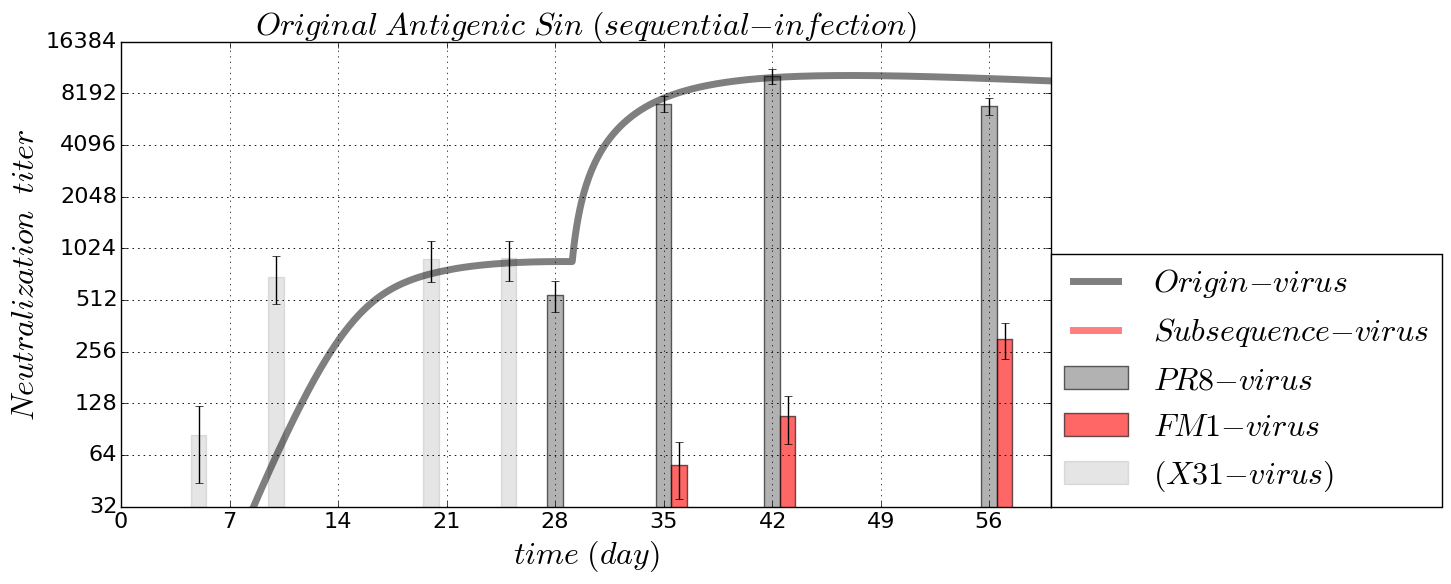 Original Antigenic Sin (sequential−infection)
16384
8192
4096
2048
1024
512
256
128
64
32
Neutralization titer
0 7 14 21 28 35 42 49 56
time (day)
Origin−virus
Subsequence−virus
PR8−virus
FM1−virus
(X31−virus)